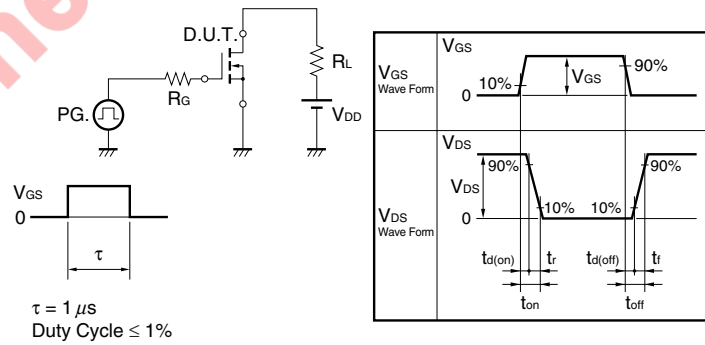 D.U.T.
RL
RG
PG.
VDD
VGS
0
τ
τ = 1 μs
Duty Cycle ≤ 1%
VGS
Wave Form
VGS
10%
90%
VGS
0
VDS
Wave Form
VDS
90%
90%
VDS
10%
10%
0
td(on)
tr
td(off)
tf
ton
toff